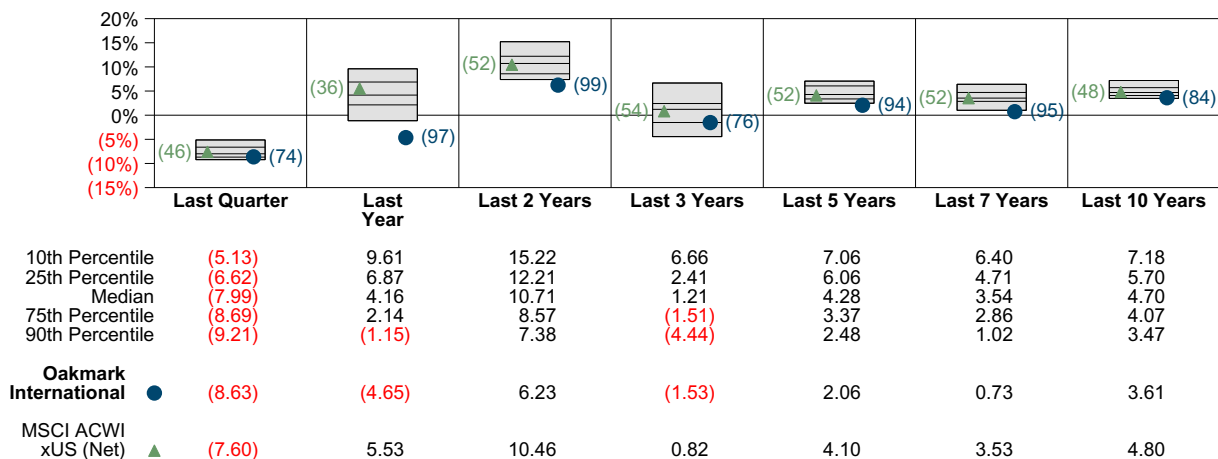 20%
15%
10%
5%
0%
(5%)
(10%)
(15%)
(46) (74)
(36) (97)
(52) (99)
(54) (76)
(52) (94)
(52) (95)
(48) (84)
Last Quarter Last Year Last 2 Years Last 3 Years Last 5 Years Last 7 Years Last 10 Years
10th Percentile (5.13) 9.61 15.22 6.66 7.06 6.40 7.18
25th Percentile (6.62) 6.87 12.21 2.41 6.06 4.71 5.70
Median (7.99) 4.16 10.71 1.21 4.28 3.54 4.70
75th Percentile (8.69) 2.14 8.57 (1.51) 3.37 2.86 4.07
90th Percentile (9.21) (1.15) 7.38 (4.44) 2.48 1.02 3.47
Oakmark
International (8.63) (4.65) 6.23 (1.53) 2.06 0.73 3.61
MSCI ACWI
xUS (Net) (7.60) 5.53 10.46 0.82 4.10 3.53 4.80